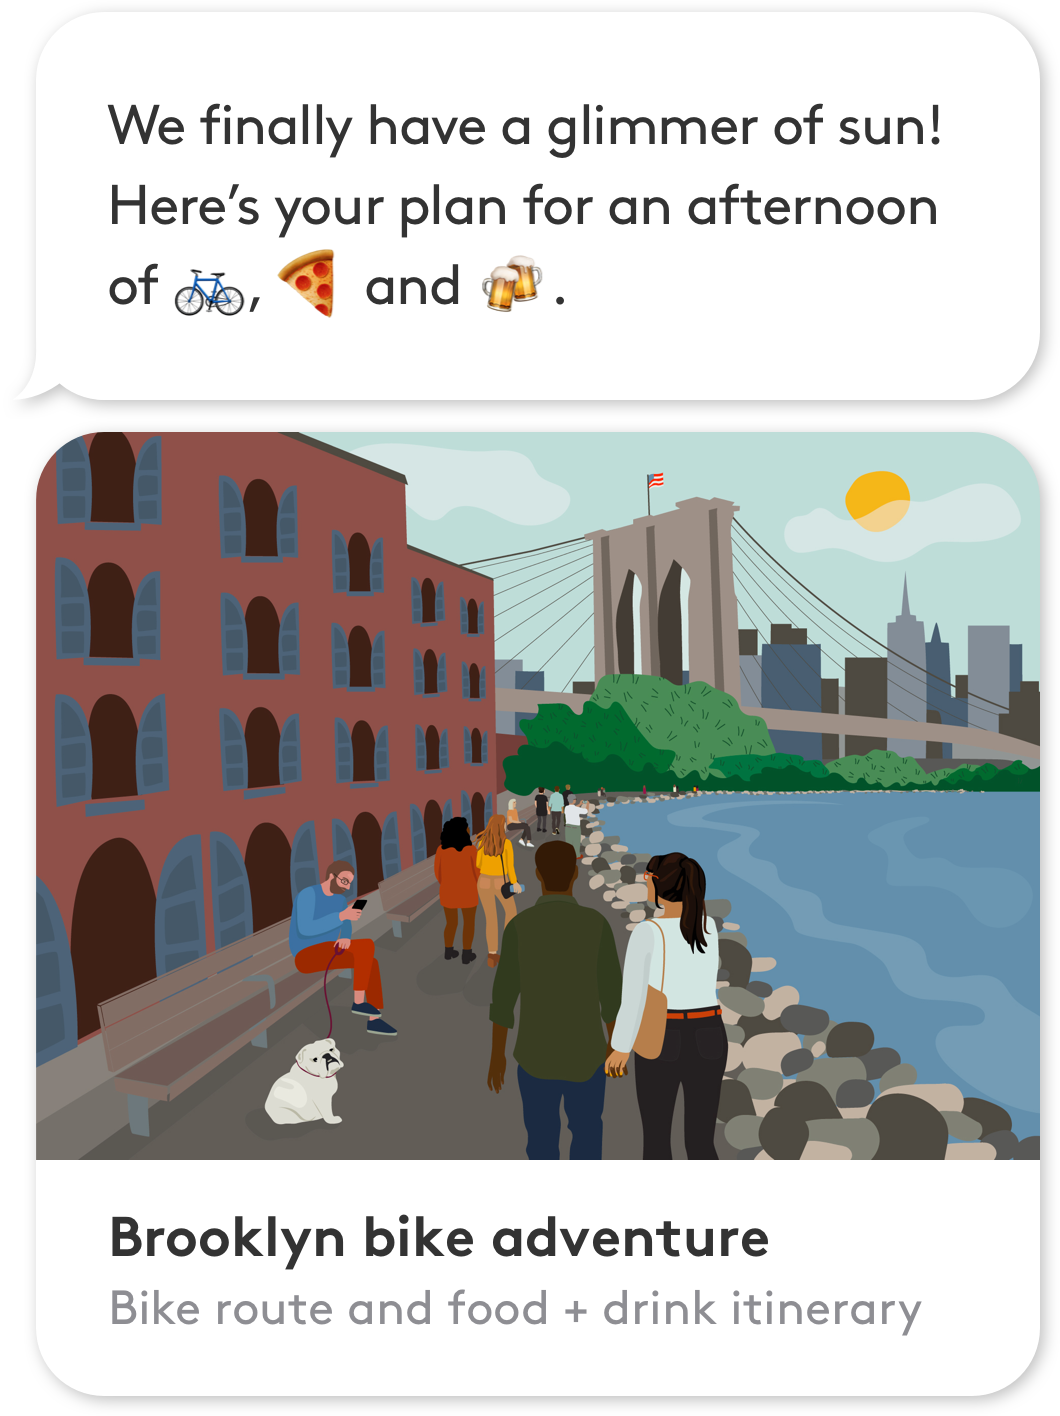 We finally have a glimmer of sun!
Here’s your plan for an afternoon
of 🚲, 🍕 and 🍻.
Brooklyn bike adventure
Bike route and food + drink itinerary